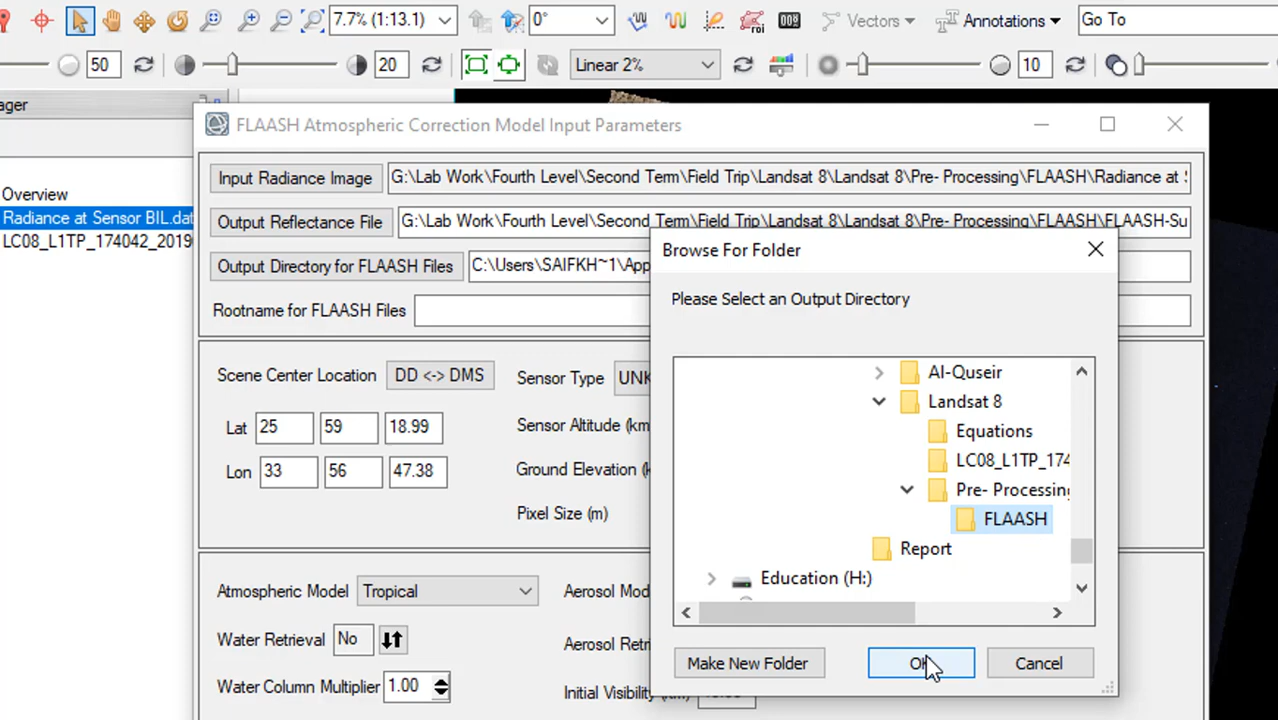 7.7% (1:13.1)
0°
Vectors
Annotations
Go To
50
20
Linear 2%
10
ager
Overview
Radiance at Sensor BIL.dat
LC08_L1TP_174042_2019
FLAASH Atmospheric Correction Model Input Parameters
Input Radiance Image
G:\Lab Work\Fourth Level\Second Term\Field Trip\Landsat 8\Landsat 8\Pre- Processing\FLAASH\Radiance at S
Output Reflectance File
G:\Lab Work\Fourth Level\Second Term\Field Trip\Landsat 8\Landsat 8\Pre- Processing\FLAASH\FLAASH-Su
Output Directory for FLAASH Files
C:\Users\SAIFKH~1\App
Rootname for FLAASH Files
Scene Center Location
DD <-> DMS
Sensor Type
UNK
Lat
25
59
18.99
Sensor Altitude (km
Lon
33
56
47.38
Ground Elevation (
Pixel Size (m)
Atmospheric Model
Tropical
Aerosol Mod
Water Retrieval
No
Aerosol Retri
Water Column Multiplier
1.00
Initial Visibility
Browse For Folder
Please Select an Output Directory
Al-Quseir
Landsat 8
Equations
LC08_L1TP_174
Pre- Processing
FLAASH
Report
Education (H:)
Make New Folder
OK
Cancel